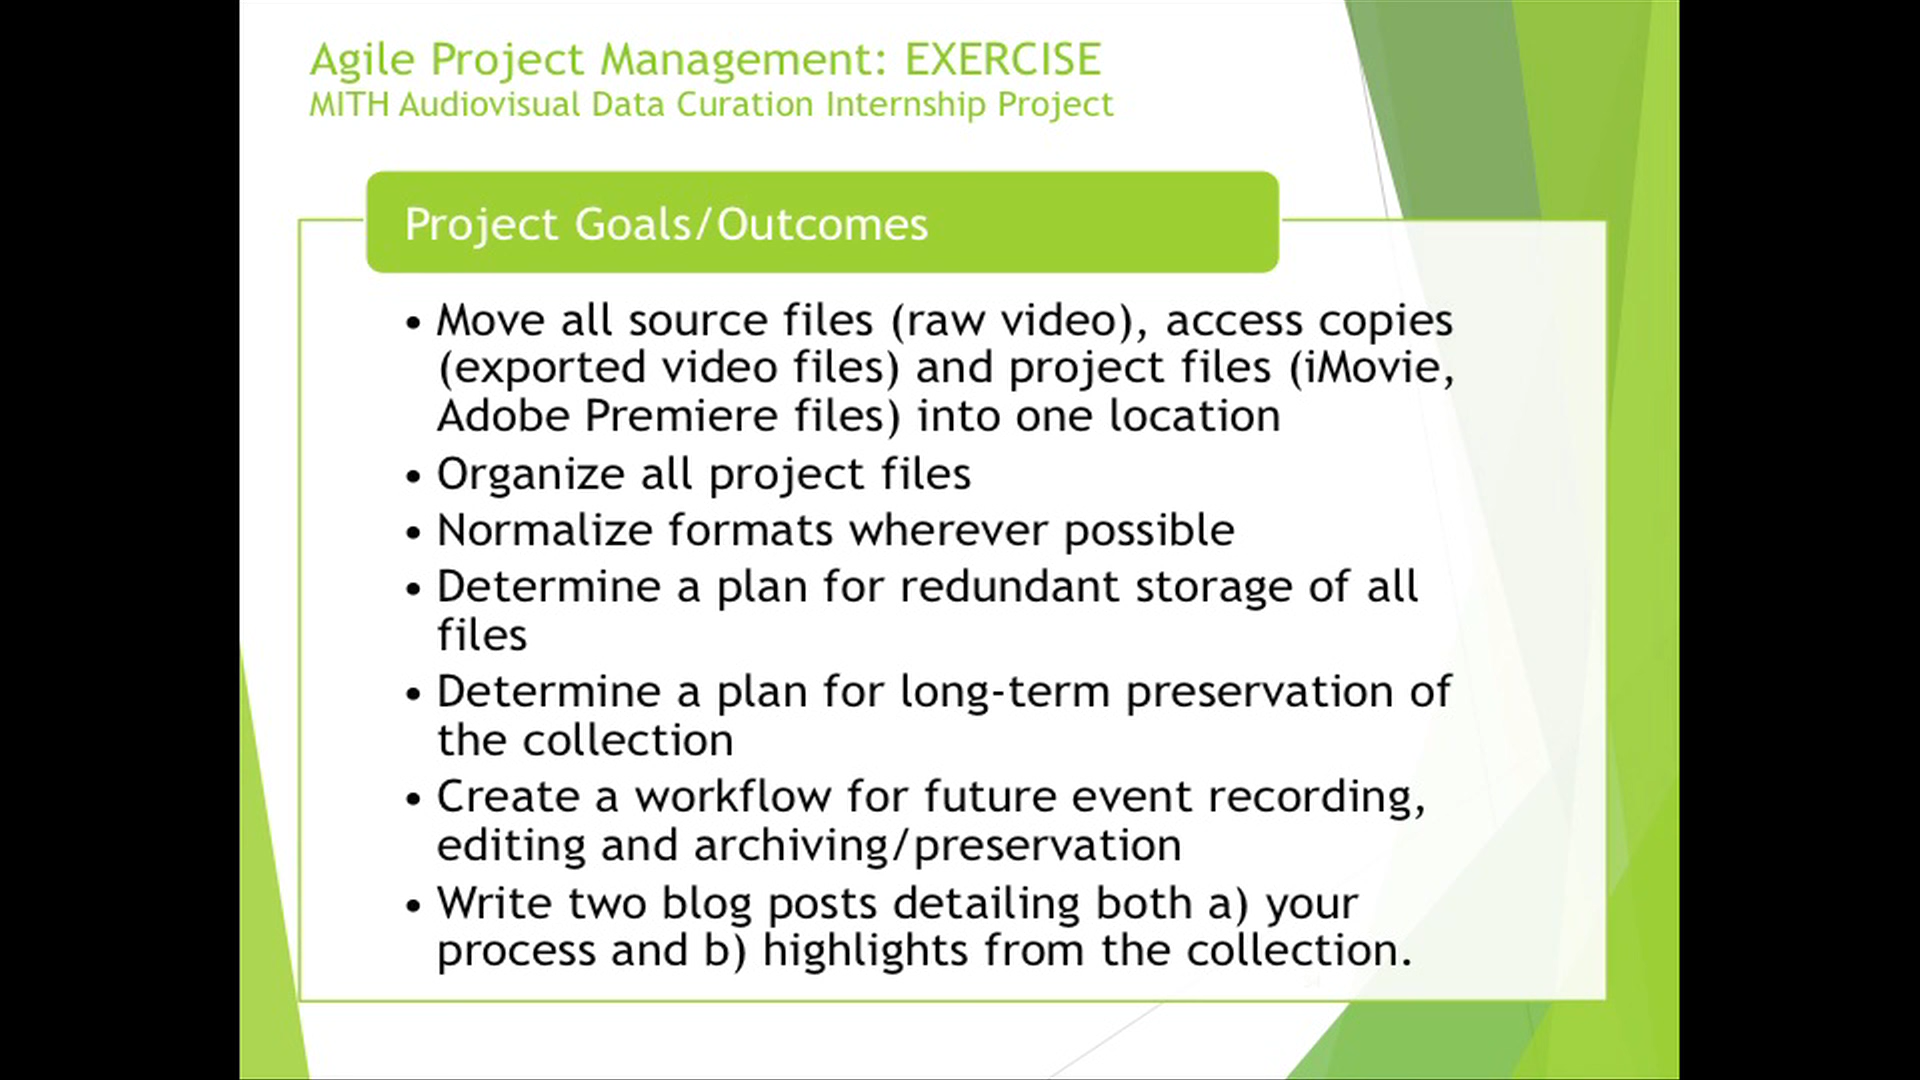 Agile Project Management: EXERCISE
MITH Audiovisual Data Curation Internship Project
Project Goals/Outcomes
• Move all source files (raw video), access copies
(exported video files) and project files (iMovie,
Adobe Premiere files) into one location
• Organize all project files
• Normalize formats wherever possible
• Determine a plan for redundant storage of all
files
• Determine a plan for long-term preservation of
the collection
• Create a workflow for future event recording,
editing and archiving/preservation
• Write two blog posts detailing both a) your
process and b) highlights from the collection.